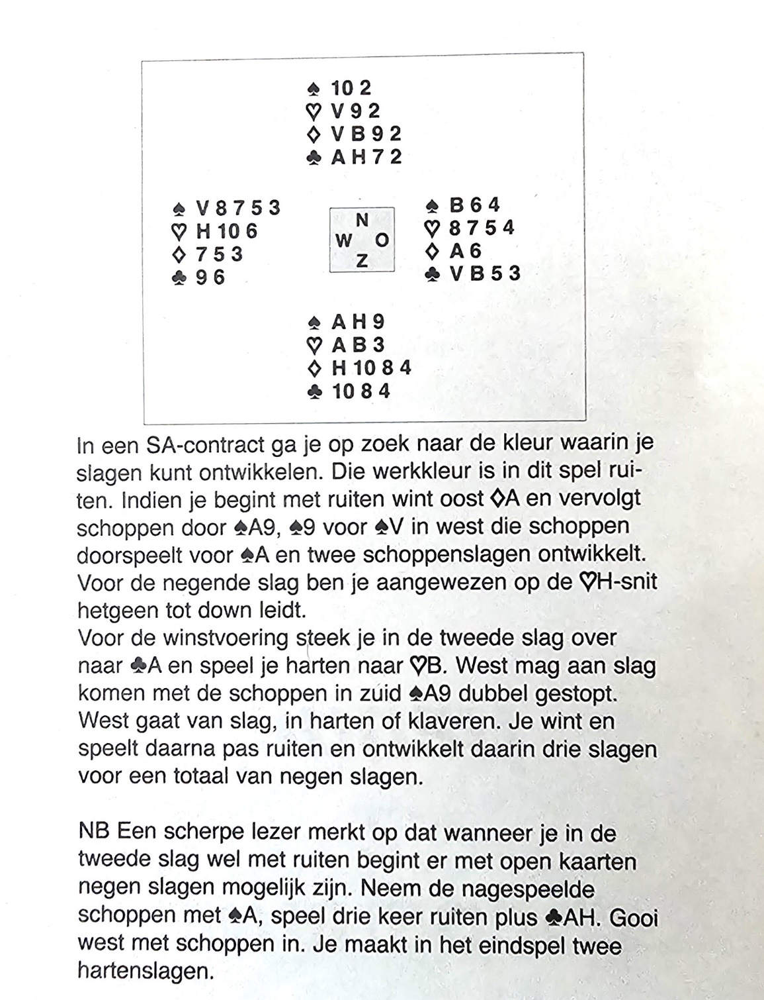 ♠ 10 2
♡ V 9 2
♢ V B 9 2
♣ A H 7 2
♠ V 8 7 5 3
♡ H 10 6
♢ 7 5 3
♣ 9 6
N
W O
Z
♠ B 6 4
♡ 8 7 5 4
♢ A 6
♣ V B 5 3
♠ A H 9
♡ A B 3
♢ H 10 8 4
♣ 10 8 4
In een SA-contract ga je op zoek naar de kleur waarin je
slagen kunt ontwikkelen. Die werkkleur is in dit spel rui-
ten. Indien je begint met ruiten wint oost ♢A en vervolgt
schoppen door ♠A9, ♠9 voor ♠V in west die schoppen
doorspeelt voor ♠A en twee schoppenslagen ontwikkelt.
Voor de negende slag ben je aangewezen op de ♡H-snit
hetgeen tot down leidt.
Voor de winstvoering steek je in de tweede slag over
naar ♣A en speel je harten naar ♡B. West mag aan slag
komen met de schoppen in zuid ♠A9 dubbel gestopt.
West gaat van slag, in harten of klaveren. Je wint en
speelt daarna pas ruiten en ontwikkelt daarin drie slagen
voor een totaal van negen slagen.
NB Een scherpe lezer merkt op dat wanneer je in de
tweede slag wel met ruiten begint er met open kaarten
negen slagen mogelijk zijn. Neem de nagespeelde
schoppen met ♠A, speel drie keer ruiten plus ♣AH. Gooi
west met schoppen in. Je maakt in het eindspel twee
hartenslagen.